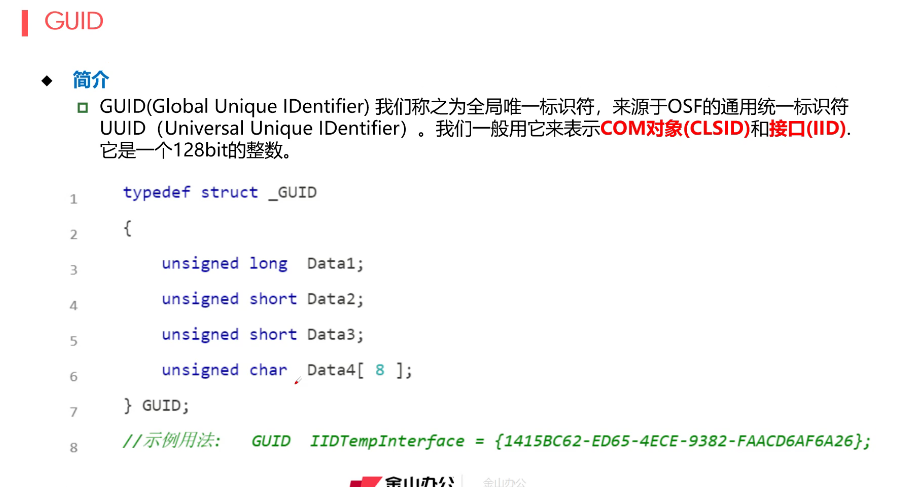 GUID
简介
GUID(Global Unique IDentifier) 我们称之为全局唯一标识符，来源于OSF的通用统一标识符
UUID（Universal Unique IDentifier）。我们一般用它来表示COM对象(CLSID)和接口(IID).
它是一个128bit的整数。
1 typedef struct _GUID
2 {
3 unsigned long Data1;
4 unsigned short Data2;
5 unsigned short Data3;
6 unsigned char Data4[ 8 ];
7 } GUID;
8 //示例用法: GUID IIDTempInterface = {1415BC62-ED65-4ECE-9382-FAACD6AF6A26};
金山办公 金山办公